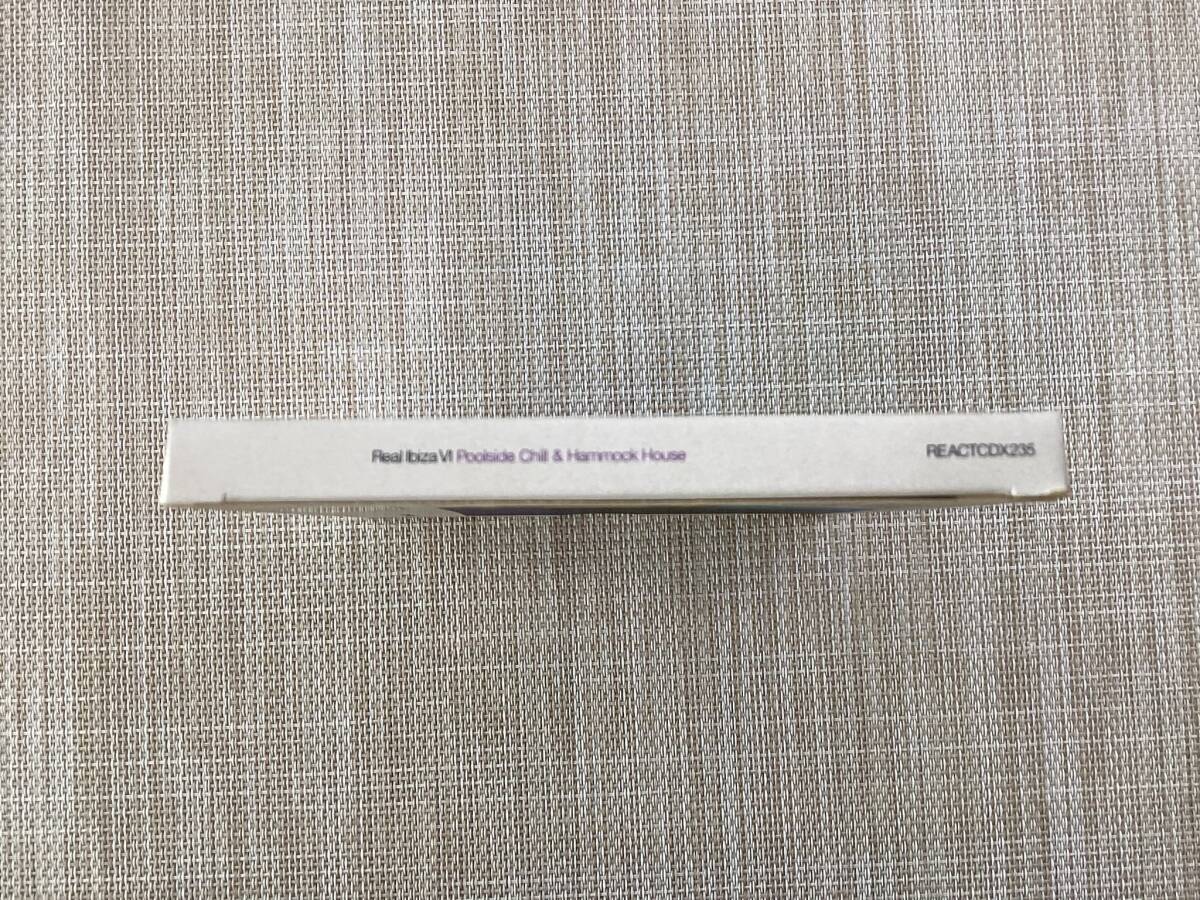 Real Ibiza VI Poolside Chill & Hammock House
REACTCDX235